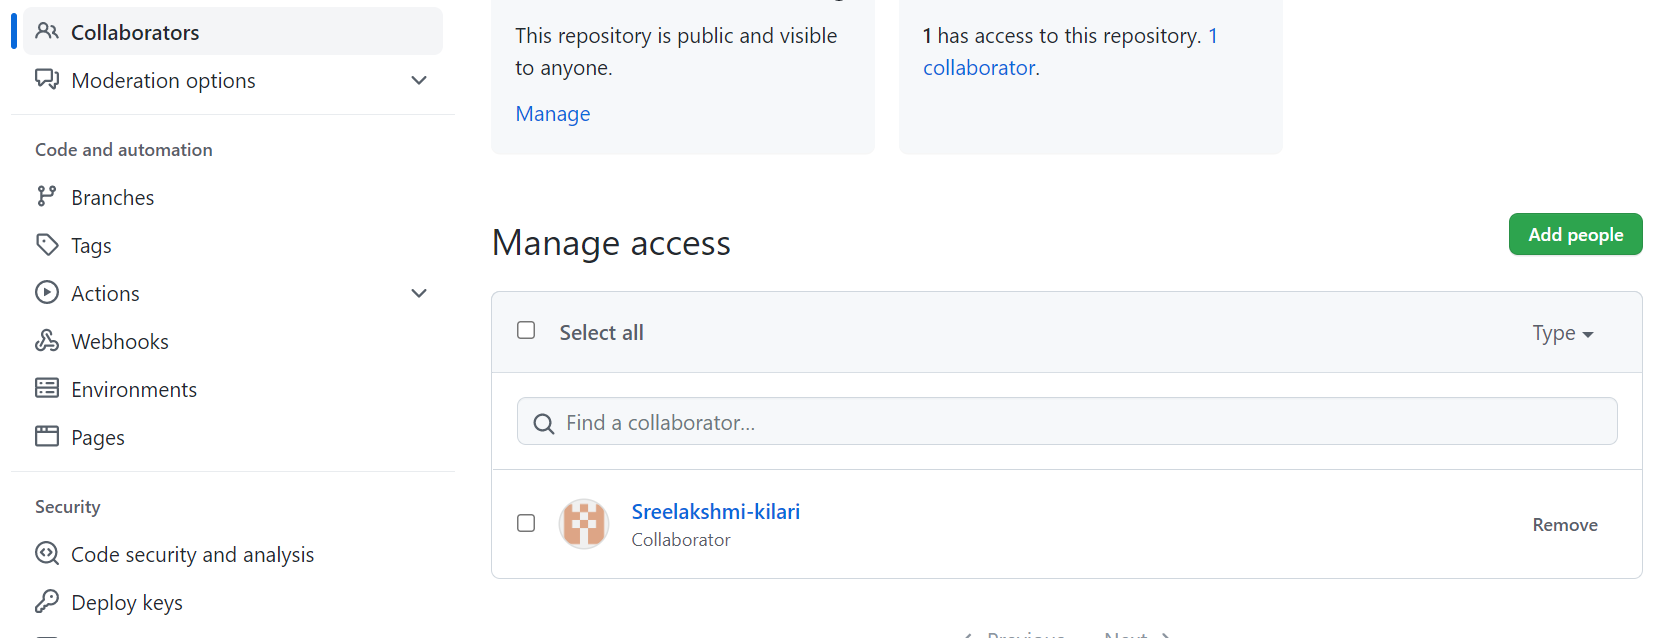 Collaborators
Moderation options
Code and automation
Branches
Tags
Actions
Webhooks
Environments
Pages
Security
Code security and analysis
Deploy keys
This repository is public and visible
to anyone.
Manage
1 has access to this repository. 1
collaborator.
Manage access
Add people
Select all
Type
Find a collaborator...
Sreelakshmi-kilari
Collaborator
Remove
Previous Next